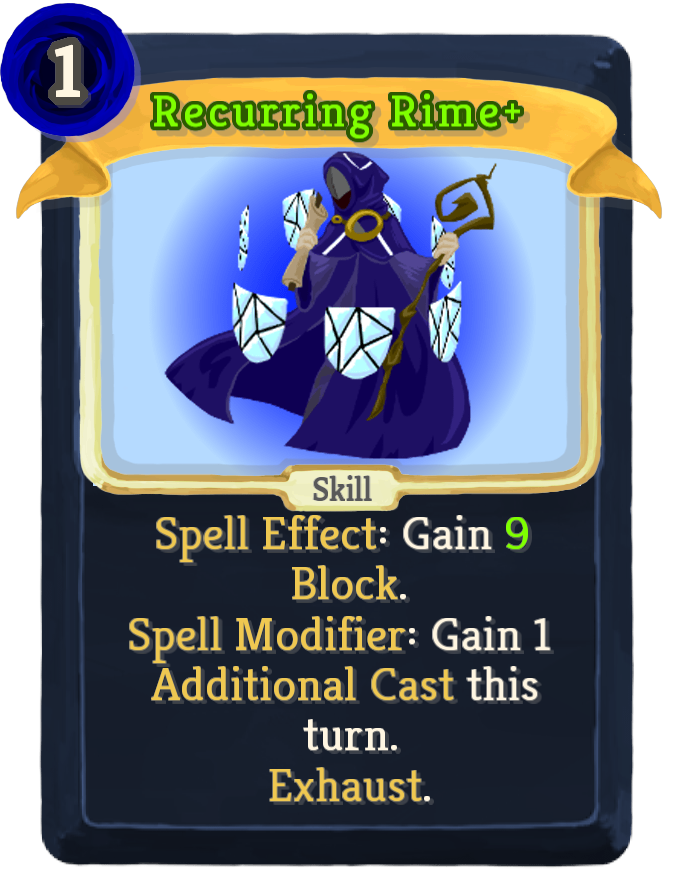 1
Recurring Rime+
Skill
Spell Effect: Gain 9
Block.
Spell Modifier: Gain 1
Additional Cast this
turn.
Exhaust.